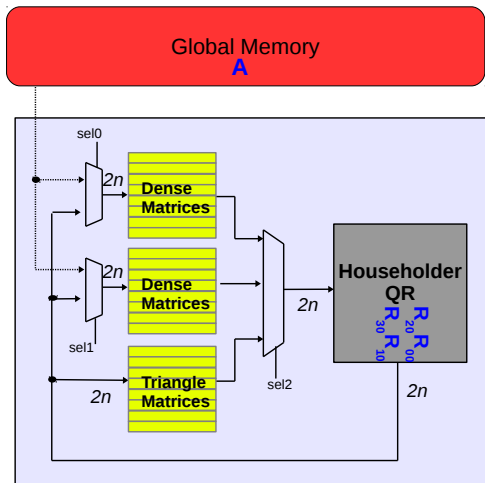 Global Memory
A
sel0
2n
Dense
Matrices
2n
Dense
Matrices
sel1
2n
Triangle
Matrices
sel2
2n
Householder
QR
R20 R00
R30 R10
2n